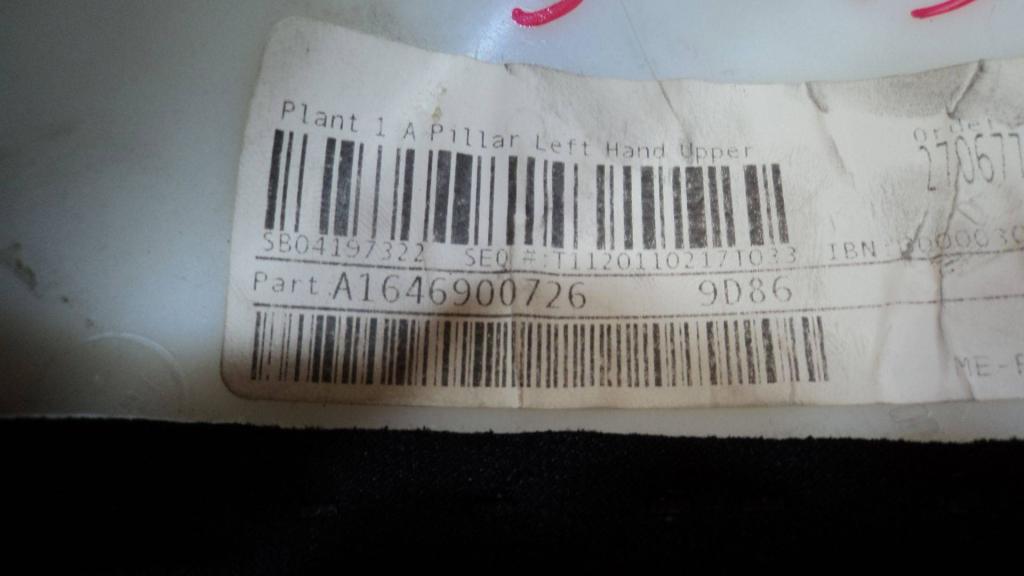 Plant 1 A Pillar Left Hand Upper
SB04197322 SEQ #:T11201102171033 IBN
Part A1646900726 9D86